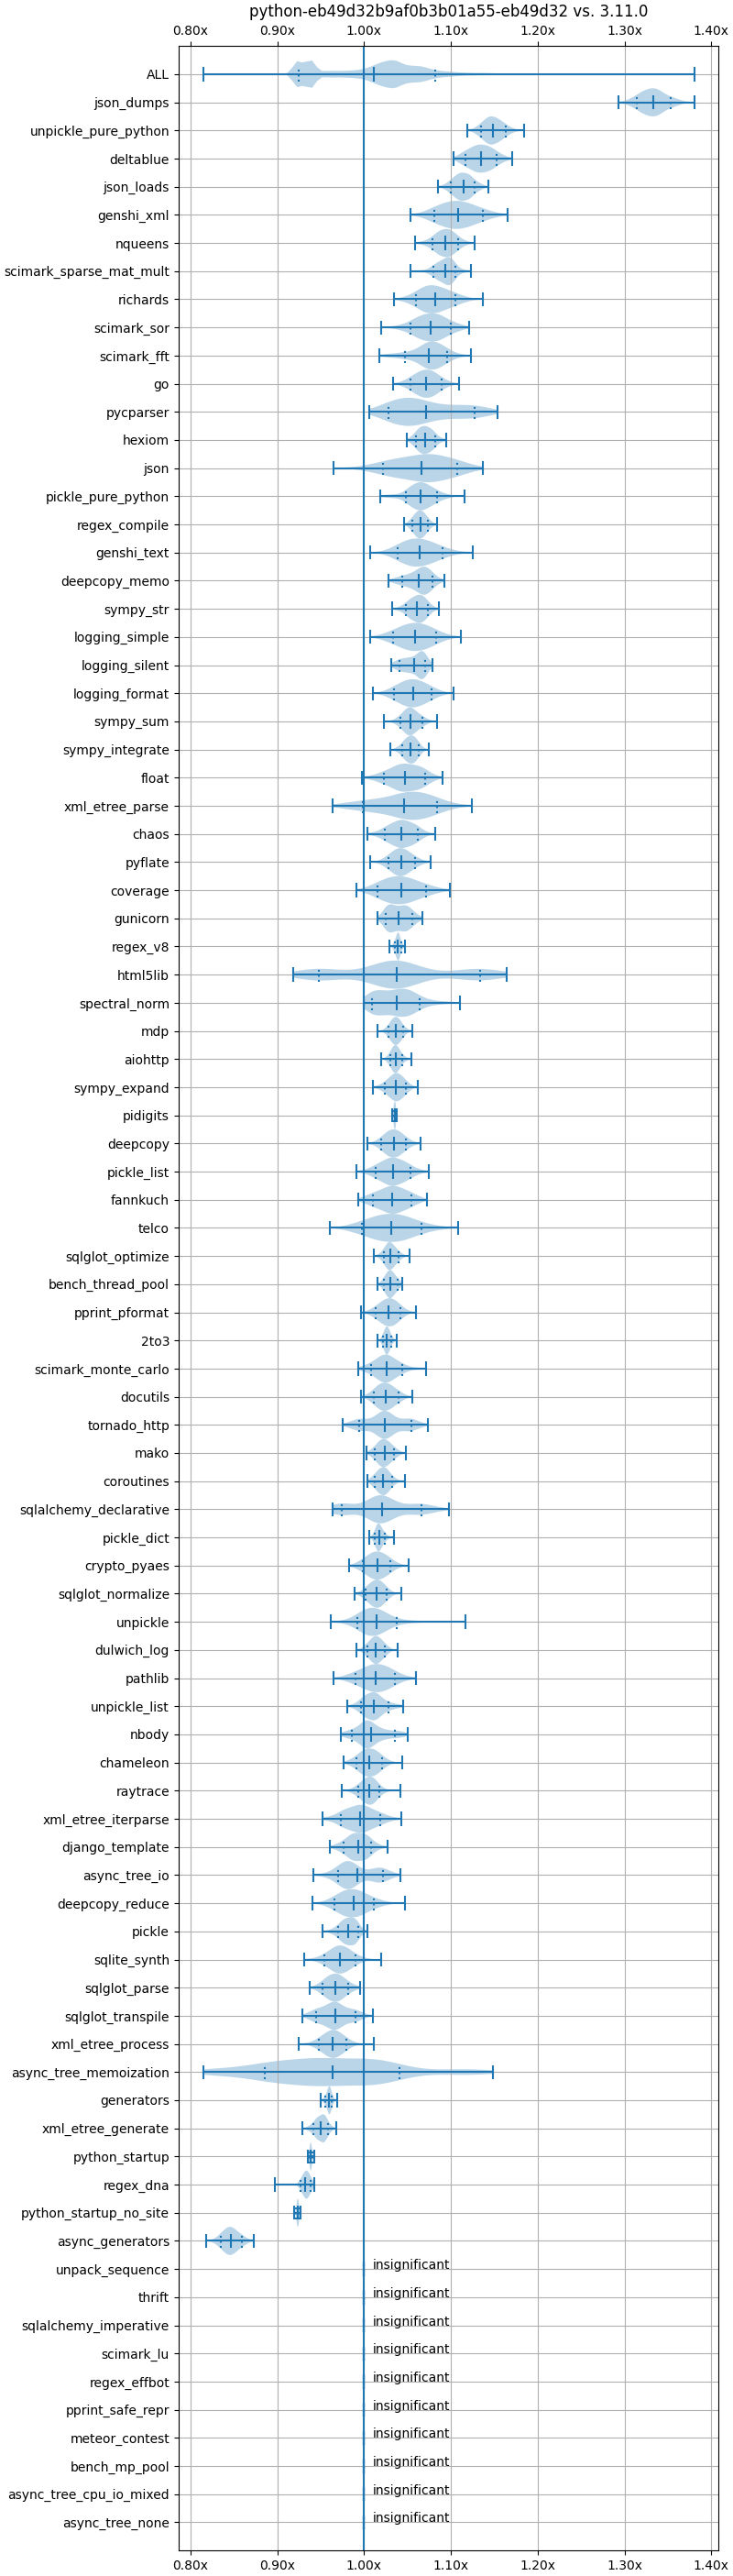 python-eb49d32b9af0b3b01a55-eb49d32 vs. 3.11.0
0.80x 0.90x 1.00x 1.10x 1.20x 1.30x 1.40x
ALL
json_dumps
unpickle_pure_python
deltablue
json_loads
genshi_xml
nqueens
scimark_sparse_mat_mult
richards
scimark_sor
scimark_fft
go
pycparser
hexiom
json
pickle_pure_python
regex_compile
genshi_text
deepcopy_memo
sympy_str
logging_simple
logging_silent
logging_format
sympy_sum
sympy_integrate
float
xml_etree_parse
chaos
pyflate
coverage
gunicorn
regex_v8
html5lib
spectral_norm
mdp
aiohttp
sympy_expand
pidigits
deepcopy
pickle_list
fannkuch
telco
sqlglot_optimize
bench_thread_pool
pprint_pformat
2to3
scimark_monte_carlo
docutils
tornado_http
mako
coroutines
sqlalchemy_declarative
pickle_dict
crypto_pyaes
sqlglot_normalize
unpickle
dulwich_log
pathlib
unpickle_list
nbody
chameleon
raytrace
xml_etree_iterparse
django_template
async_tree_io
deepcopy_reduce
pickle
sqlite_synth
sqlglot_parse
sqlglot_transpile
xml_etree_process
async_tree_memoization
generators
xml_etree_generate
python_startup
regex_dna
python_startup_no_site
async_generators
unpack_sequence insignificant
thrift insignificant
sqlalchemy_imperative insignificant
scimark_lu insignificant
regex_effbot insignificant
pprint_safe_repr insignificant
meteor_contest insignificant
bench_mp_pool insignificant
async_tree_cpu_io_mixed insignificant
async_tree_none insignificant
0.80x 0.90x 1.00x 1.10x 1.20x 1.30x 1.40x